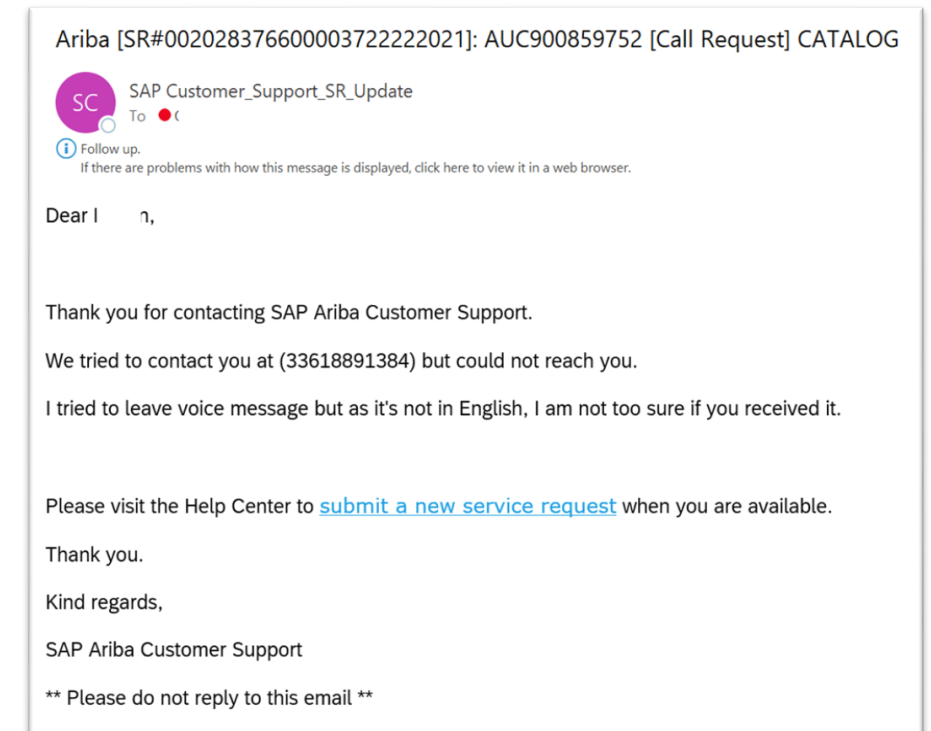 Ariba [SR#002028376600003722222021]: AUC900859752 [Call Request] CATALOG
SC
SAP Customer_Support_SR_Update
To
Follow up.
If there are problems with how this message is displayed, click here to view it in a web browser.
Dear
Thank you for contacting SAP Ariba Customer Support.
We tried to contact you at (33618891384) but could not reach you.
I tried to leave voice message but as it's not in English, I am not too sure if you received it.
Please visit the Help Center to submit a new service request when you are available.
Thank you.
Kind regards,
SAP Ariba Customer Support
** Please do not reply to this email **